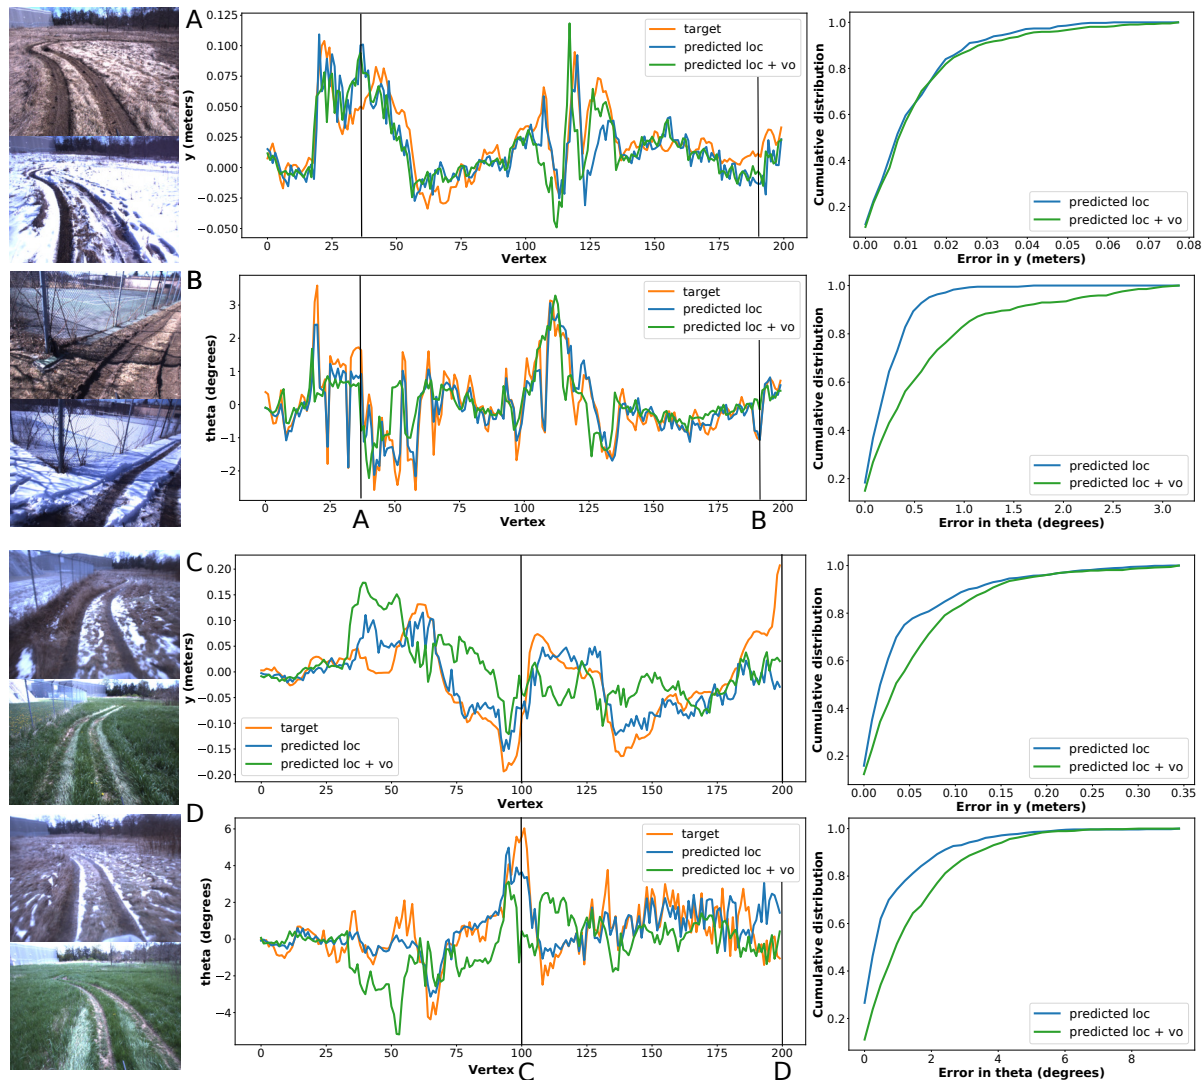 A
0.125
0.100
0.075
0.050
0.025
0.000
−0.025
−0.050
y (meters)
target
predicted loc
predicted loc + vo
0 25 50 75 100 125 150 175 200
Vertex
1.0
0.8
0.6
0.4
0.2
Cumulative distribution
predicted loc
predicted loc + vo
0.00 0.01 0.02 0.03 0.04 0.05 0.06 0.07 0.08
Error in y (meters)
B
3
2
1
0
−1
−2
theta (degrees)
target
predicted loc
predicted loc + vo
0 25 50 75 100 125 150 175 200
Vertex
A
B
1.0
0.8
0.6
0.4
0.2
Cumulative distribution
predicted loc
predicted loc + vo
0.0 0.5 1.0 1.5 2.0 2.5 3.0
Error in theta (degrees)
C
0.20
0.15
0.10
0.05
0.00
−0.05
−0.10
−0.15
−0.20
y (meters)
target
predicted loc
predicted loc + vo
0 25 50 75 100 125 150 175 200
Vertex
1.0
0.8
0.6
0.4
0.2
Cumulative distribution
predicted loc
predicted loc + vo
0.00 0.05 0.10 0.15 0.20 0.25 0.30 0.35
Error in y (meters)
D
6
4
2
0
−2
−4
theta (degrees)
target
predicted loc
predicted loc + vo
0 25 50 75 100 125 150 175 200
Vertex
C
D
1.0
0.8
0.6
0.4
0.2
Cumulative distribution
predicted loc
predicted loc + vo
0 2 4 6 8
Error in theta (degrees)